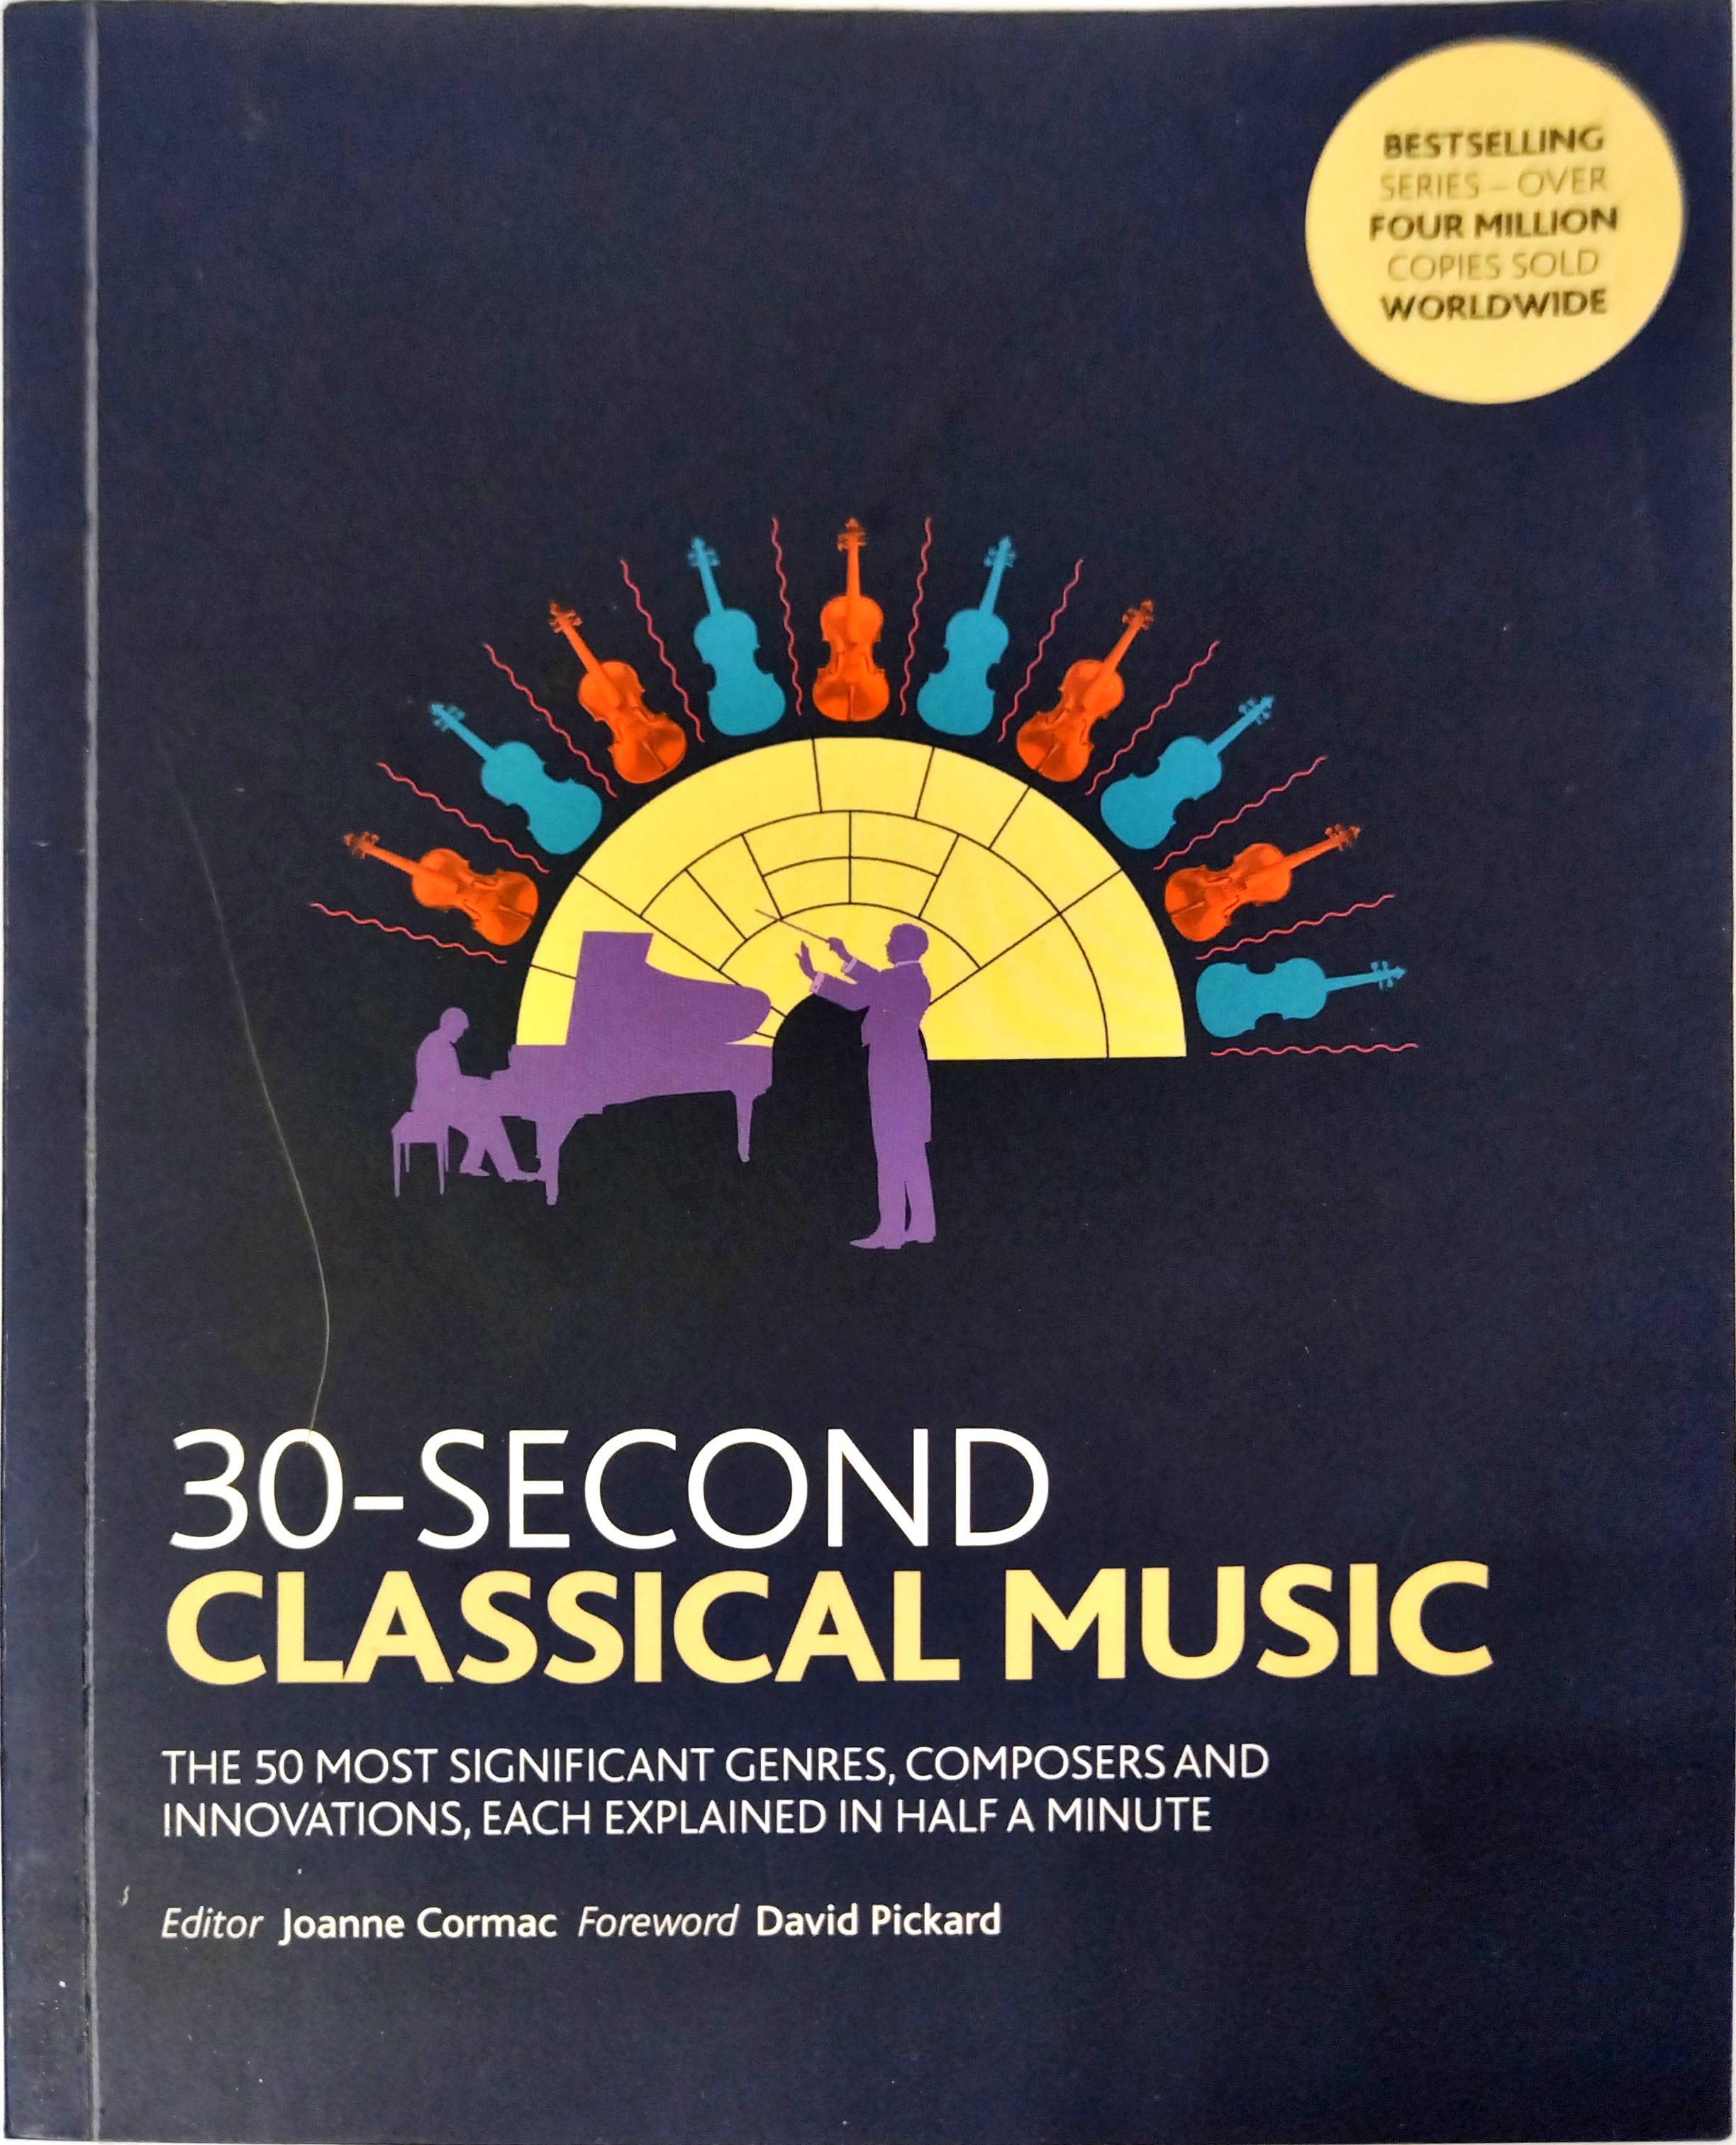 BESTSELLING
SERIES – OVER
FOUR MILLION
COPIES SOLD
WORLDWIDE
30-SECOND
CLASSICAL MUSIC
THE 50 MOST SIGNIFICANT GENRES, COMPOSERS AND
INNOVATIONS, EACH EXPLAINED IN HALF A MINUTE
Editor Joanne Cormac Foreword David Pickard